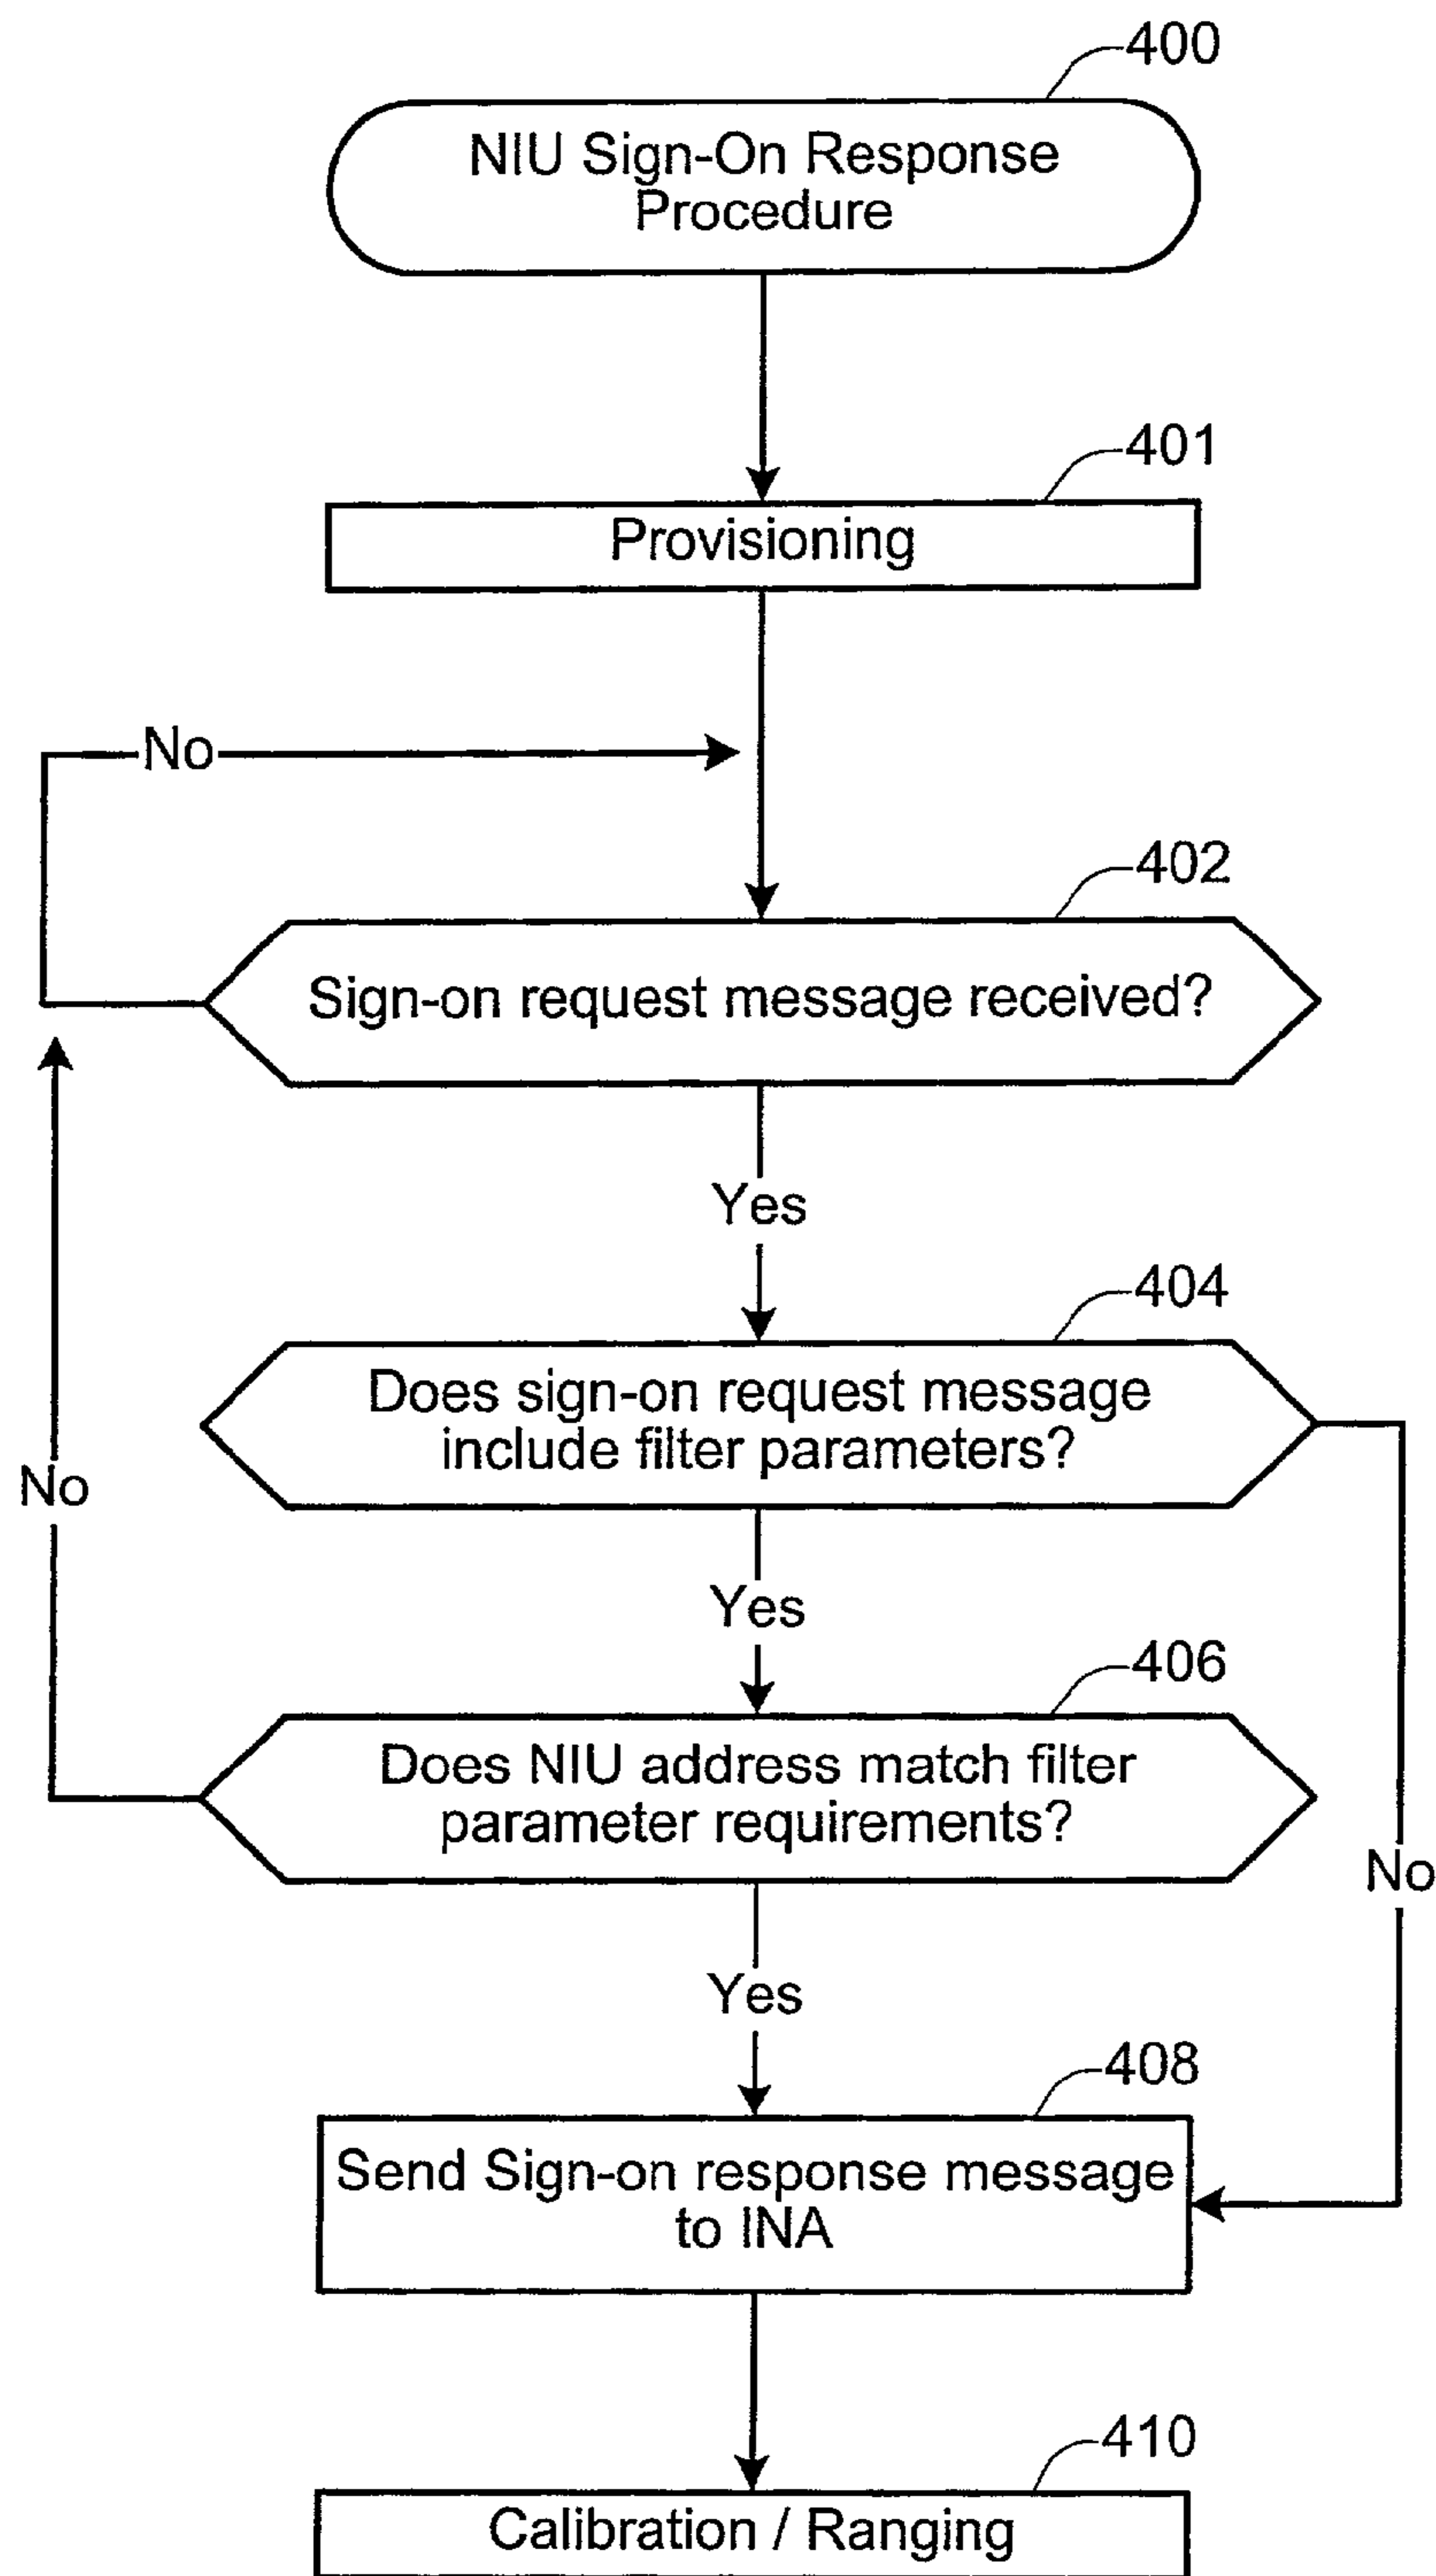 400
NIU Sign-On Response
Procedure
401
Provisioning
No
402
Sign-on request message received?
Yes
404
Does sign-on request message
include filter parameters?
No
Yes
406
Does NIU address match filter
parameter requirements?
No
Yes
408
Send Sign-on response message
to INA
410
Calibration / Ranging